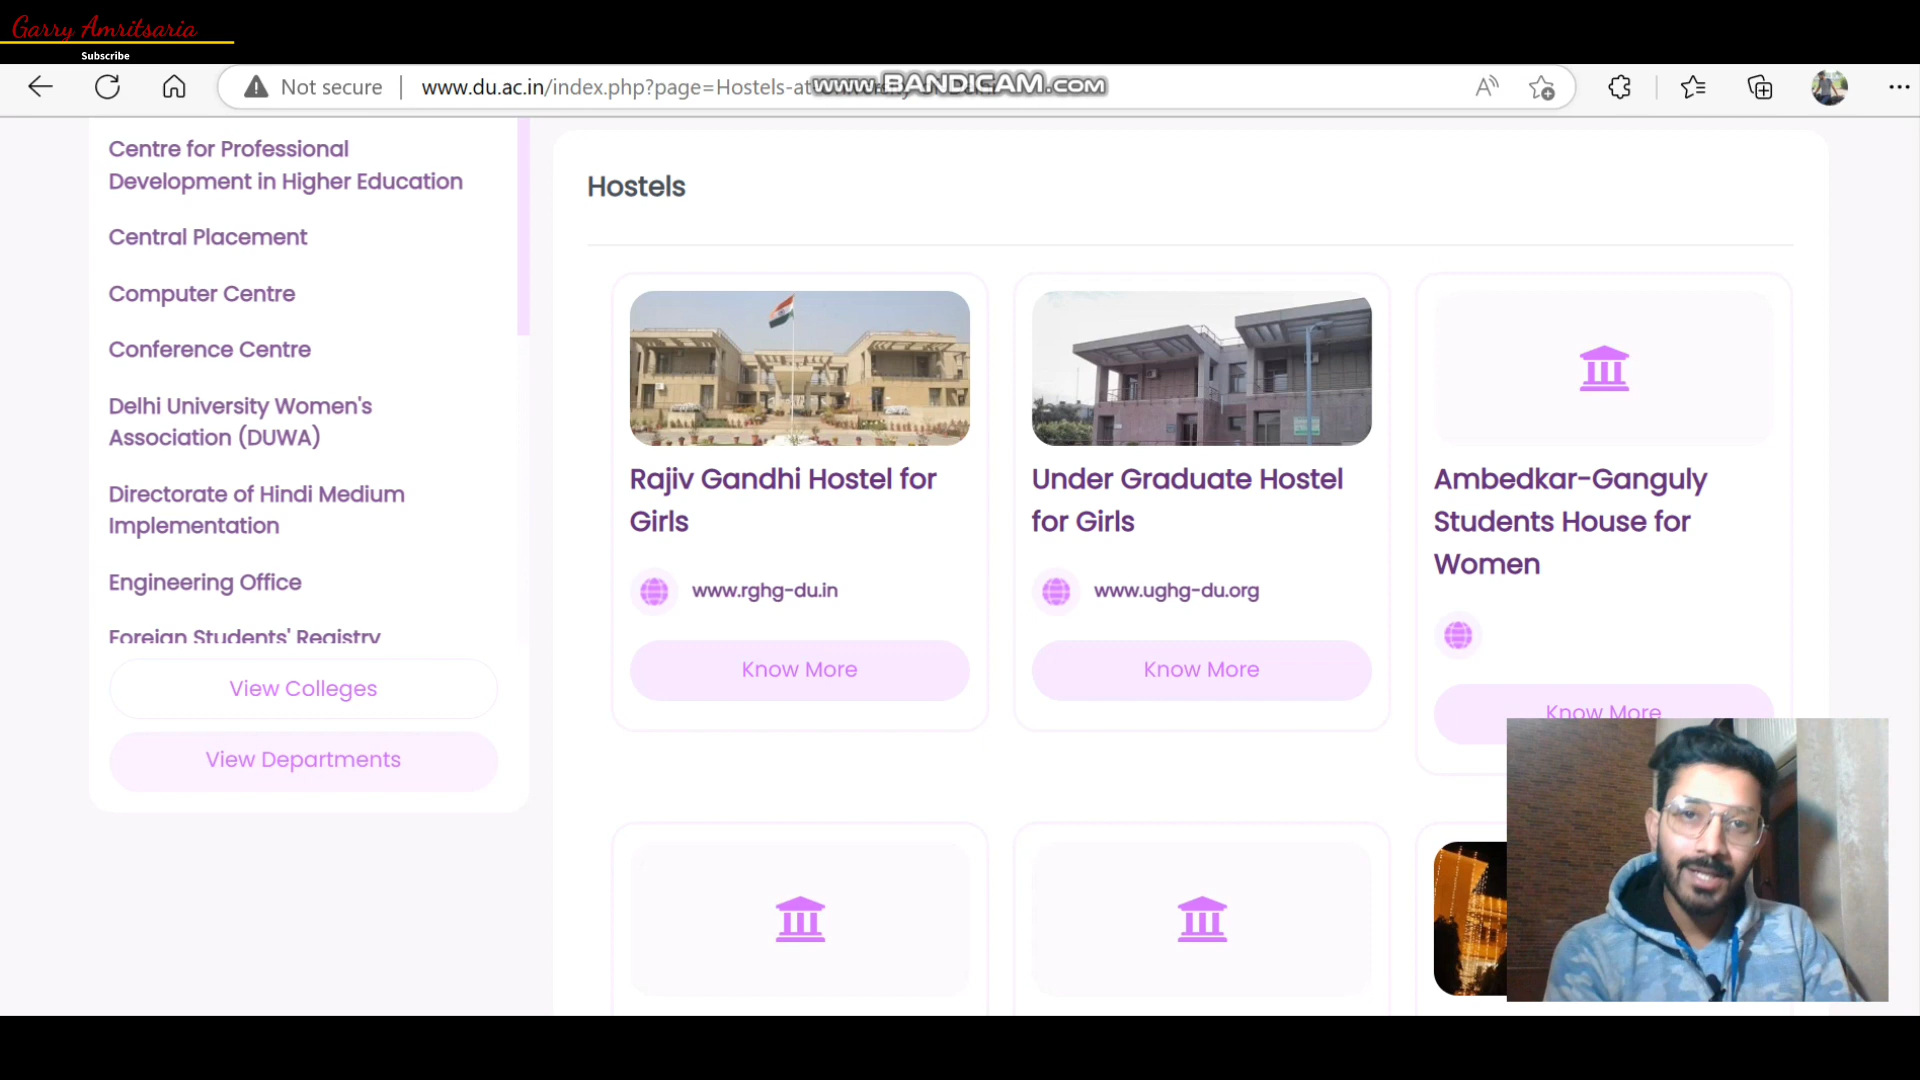 Garry Amritsaria
Subscribe
Not secure
www.du.ac.in/index.php?page=Hostels-at
www.BANDICAM.com
Centre for Professional
Development in Higher Education
Central Placement
Computer Centre
Conference Centre
Delhi University Women's
Association (DUWA)
Directorate of Hindi Medium
Implementation
Engineering Office
Foreign Students' Registry
View Colleges
View Departments
Hostels
Rajiv Gandhi Hostel for
Girls
www.rghg-du.in
Know More
Under Graduate Hostel
for Girls
www.ughg-du.org
Know More
Ambedkar-Ganguly
Students House for
Women
Know More